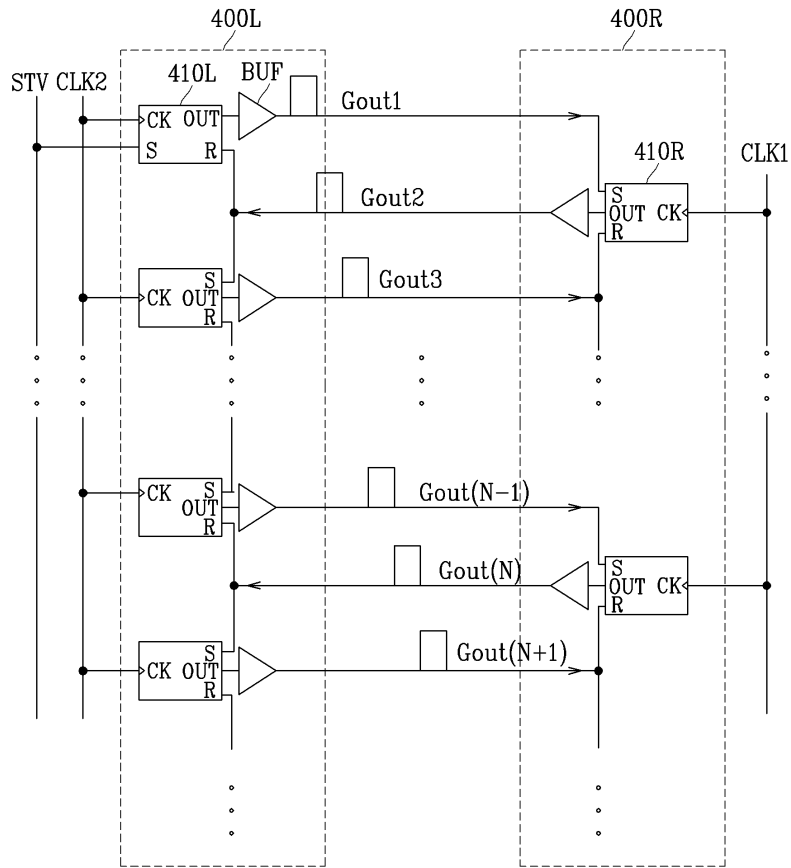 400L 400R
STV CLK2 410L BUF
CK OUT Gout1
S R 410R CLK1
S
Gout2 OUT CK
R
S
CK OUT Gout3
R
S
CK OUT Gout(N-1)
R
S
Gout(N) OUT CK
R
S
CK OUT Gout(N+1)
R